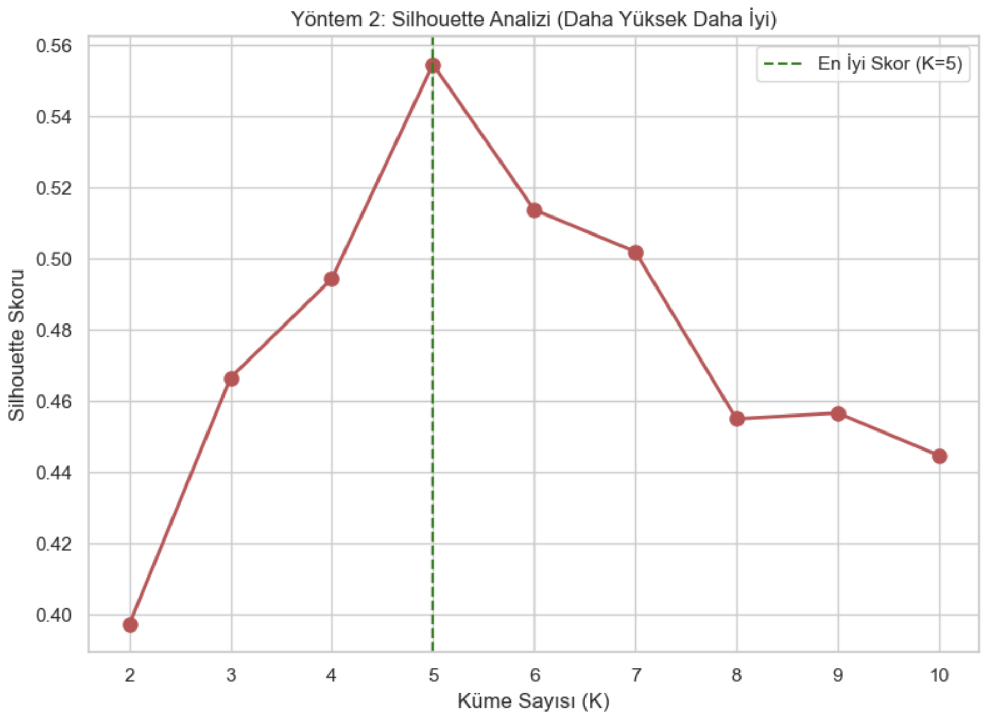 Yöntem 2: Silhouette Analizi (Daha Yüksek Daha İyi)
En İyi Skor (K=5)
Silhouette Skoru
0.56
0.54
0.52
0.50
0.48
0.46
0.44
0.42
0.40
2 3 4 5 6 7 8 9 10
Küme Sayısı (K)